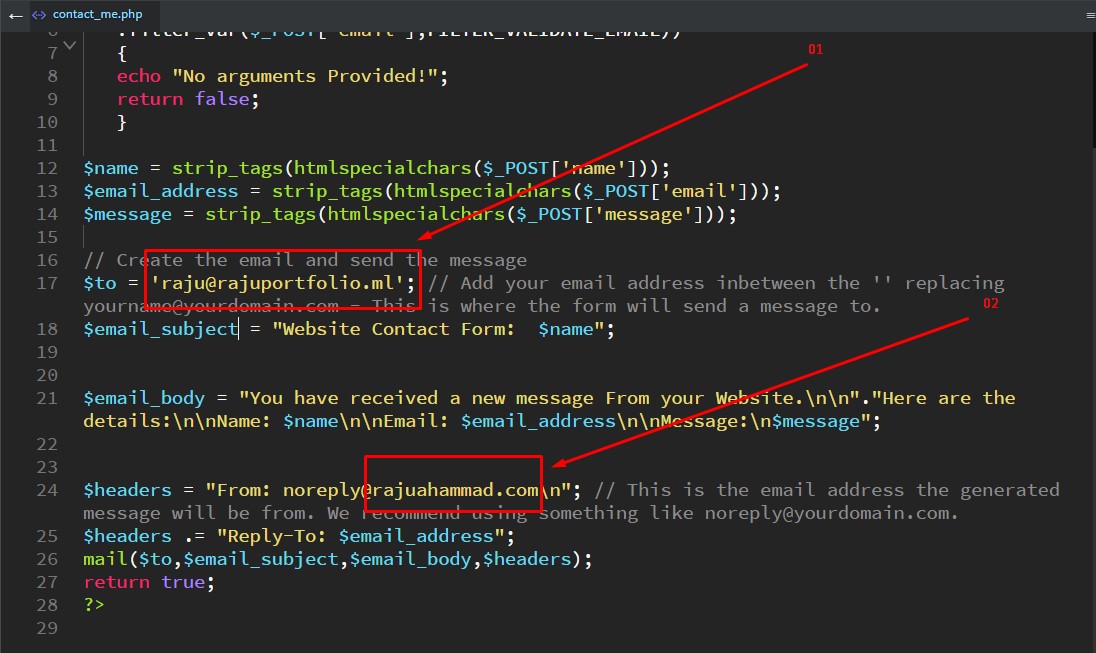 contact_me.php
01
6 !filter_var($_POST['email'],FILTER_VALIDATE_EMAIL))
7 {
8 echo "No arguments Provided!";
9 return false;
10 }
11
12 $name = strip_tags(htmlspecialchars($_POST['name']));
13 $email_address = strip_tags(htmlspecialchars($_POST['email']));
14 $message = strip_tags(htmlspecialchars($_POST['message']));
15
16 // Create the email and send the message
17 $to = 'raju@rajuportfolio.ml'; // Add your email address inbetween the '' replacing
yourname@yourdomain.com - This is where the form will send a message to.
02
18 $email_subject = "Website Contact Form:  $name";
19
20
21 $email_body = "You have received a new message From your Website.\n\n"."Here are the
details:\n\nName: $name\n\nEmail: $email_address\n\nMessage:\n$message";
22
23
24 $headers = "From: noreply@rajuahammad.com\n"; // This is the email address the generated
message will be from. We recommend using something like noreply@yourdomain.com.
25 $headers .= "Reply-To: $email_address";
26 mail($to,$email_subject,$email_body,$headers);
27 return true;
28 ?>
29